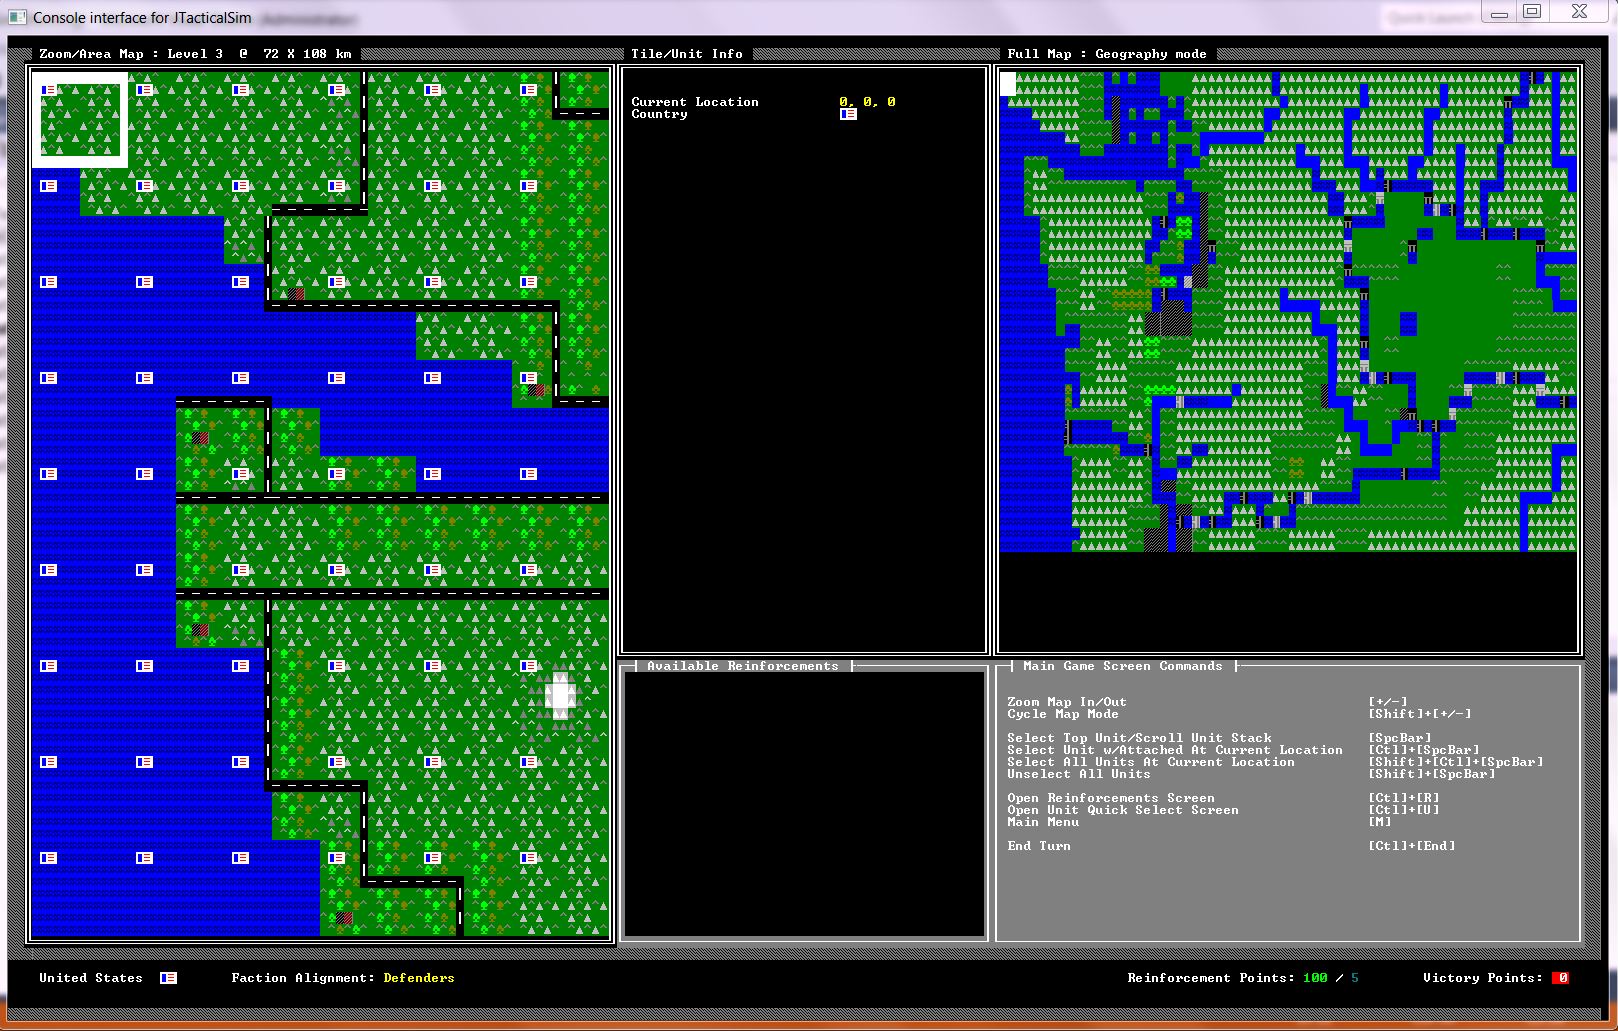 Console interface for JTacticalSim
Zoom/Area Map : Level 3 @ 72 X 108 km
Tile/Unit Info
Full Map : Geography mode
Current Location 0, 0, 0
Country
Available Reinforcements
Main Game Screen Commands
Zoom Map In/Out [+/-]
Cycle Map Mode [Shift]+[+/-]
Select Top Unit/Scroll Unit Stack [SpcBar]
Select Unit w/Attached At Current Location [Ctl]+[SpcBar]
Select All Units At Current Location [Shift]+[Ctl]+[SpcBar]
Unselect All Units [Shift]+[SpcBar]
Open Reinforcements Screen [Ctl]+[R]
Open Unit Quick Select Screen [Ctl]+[U]
Main Menu [M]
End Turn [Ctl]+[End]
United States Faction Alignment: Defenders Reinforcement Points: 100 / 5 Victory Points: 0